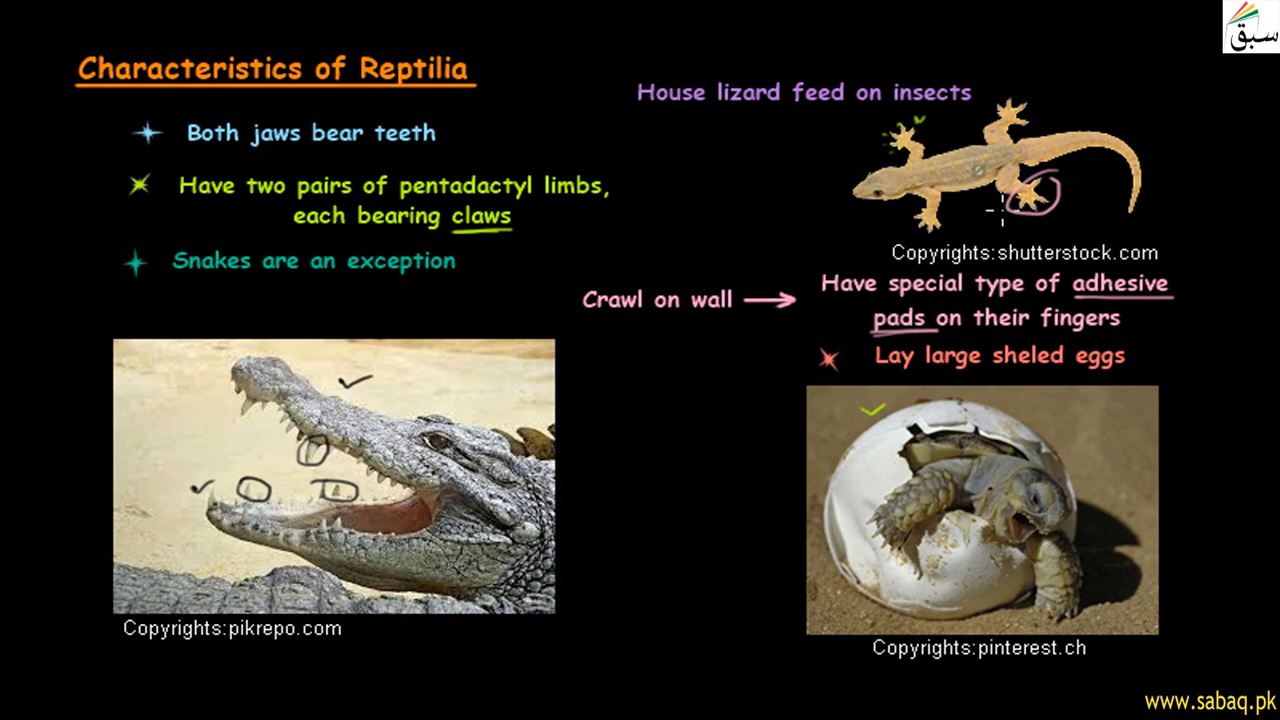 سبق
Characteristics of Reptilia
Both jaws bear teeth
Have two pairs of pentadactyl limbs,
each bearing claws
Snakes are an exception
Copyrights:pikrepo.com
House lizard feed on insects
Copyrights:shutterstock.com
Crawl on wall
Have special type of adhesive
pads on their fingers
Lay large sheled eggs
Copyrights:pinterest.ch
www.sabaq.pk